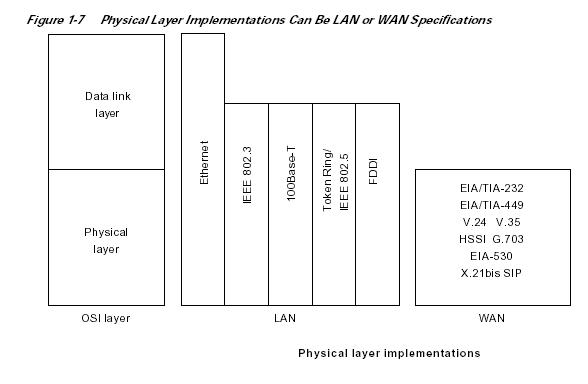 Figure 1-7 Physical Layer Implementations Can Be LAN or WAN Specifications
Data link
layer
Physical
layer
OSI layer
Ethernet
IEEE 802.3
100Base-T
Token Ring/
IEEE 802.5
FDDI
LAN
EIA/TIA-232
EIA/TIA-449
V.24 V.35
HSSI G.703
EIA-530
X.21bis SIP
WAN
Physical layer implementations